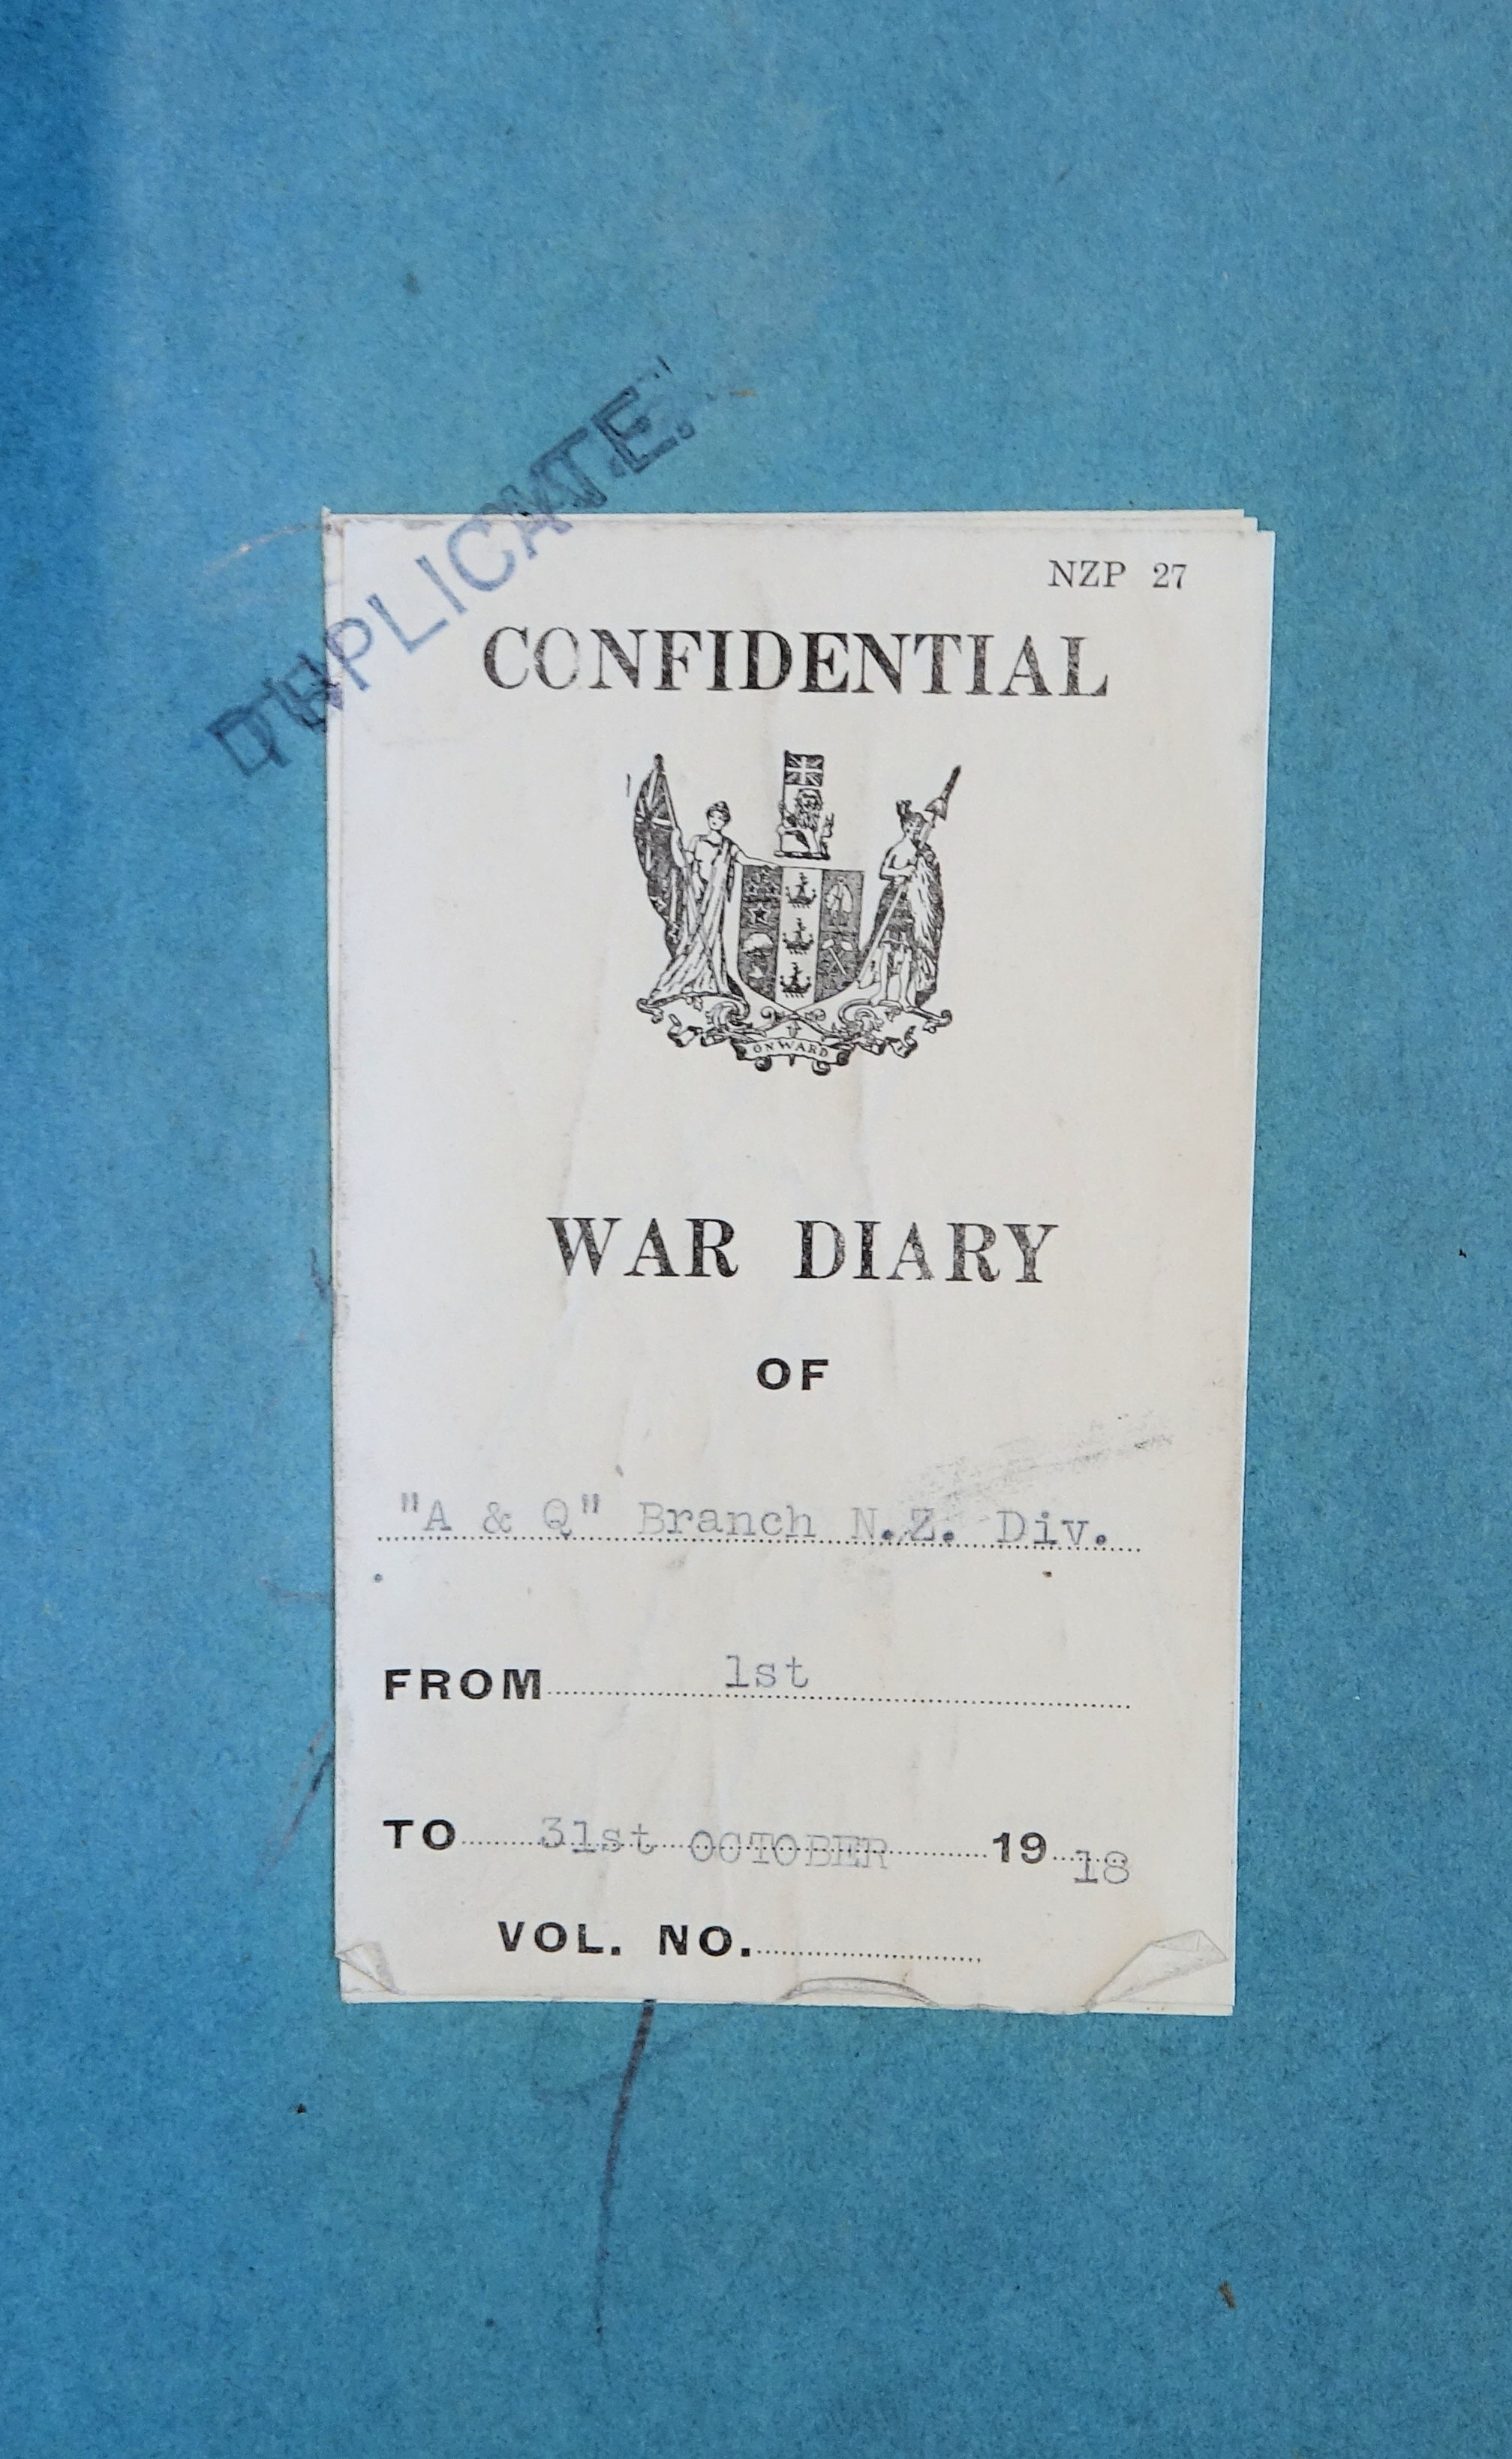 DUPLICATE.
NZP 27
CONFIDENTIAL
ONWARD
WAR DIARY
OF
"A & Q" Branch N.Z. Div.
FROM 1st
TO 31st OCTOBER 19 18
VOL. NO.